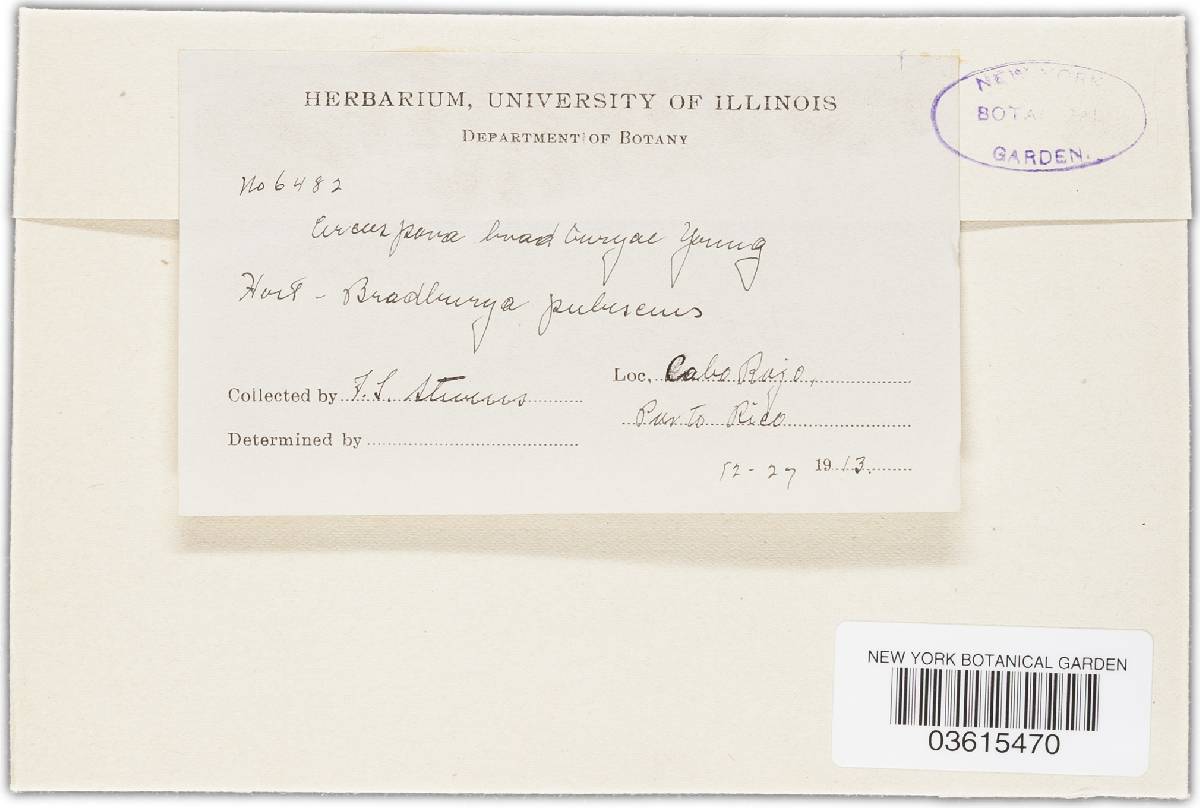 HERBARIUM, UNIVERSITY OF ILLINOIS
DEPARTMENT OF BOTANY
NEW YORK
BOTANICAL
GARDEN.
No 6482
Cercospora bradburyae Young
Host - Bradburya pubescens
Collected by F. L. Stevens
Loc, Cabo Rojo,
Porto Rico
Determined by
12-27 1913.
NEW YORK BOTANICAL GARDEN
03615470